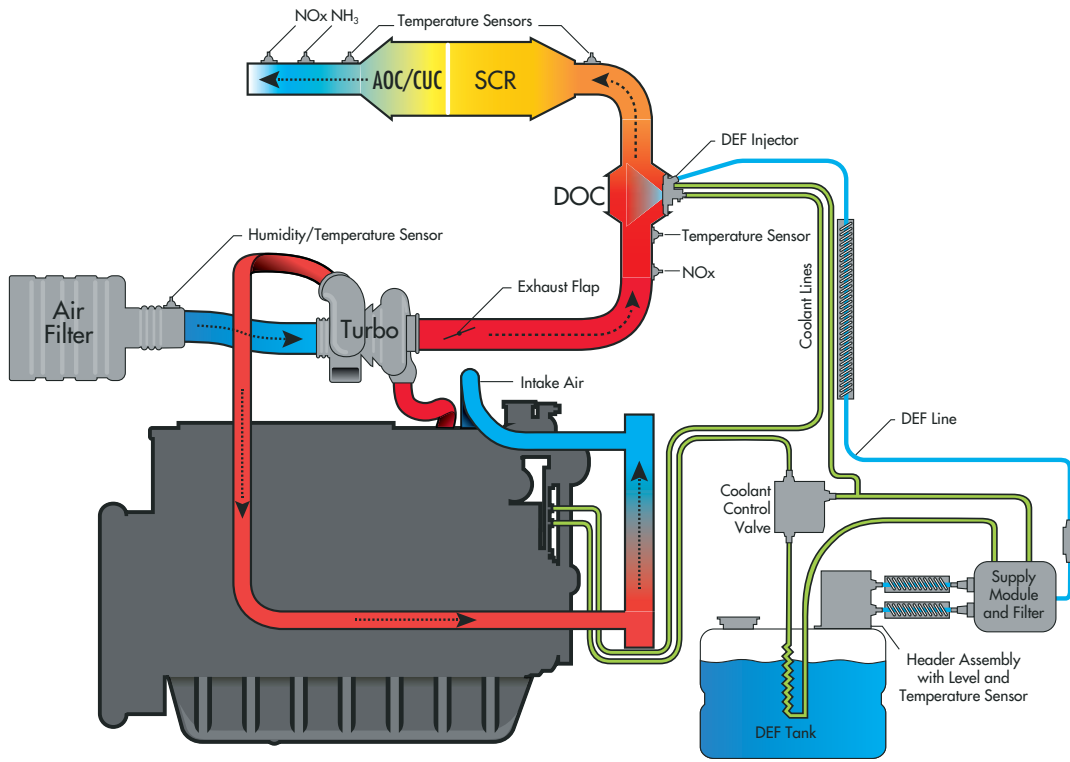 NOx NH3
Temperature Sensors
AOC/CUC
SCR
DEF Injector
DOC
Humidity/Temperature Sensor
Temperature Sensor
NOx
Exhaust Flap
Air
Filter
Turbo
Coolant Lines
Intake Air
DEF Line
Coolant
Control
Valve
Supply
Module
and Filter
Header Assembly
with Level and
Temperature Sensor
DEF Tank